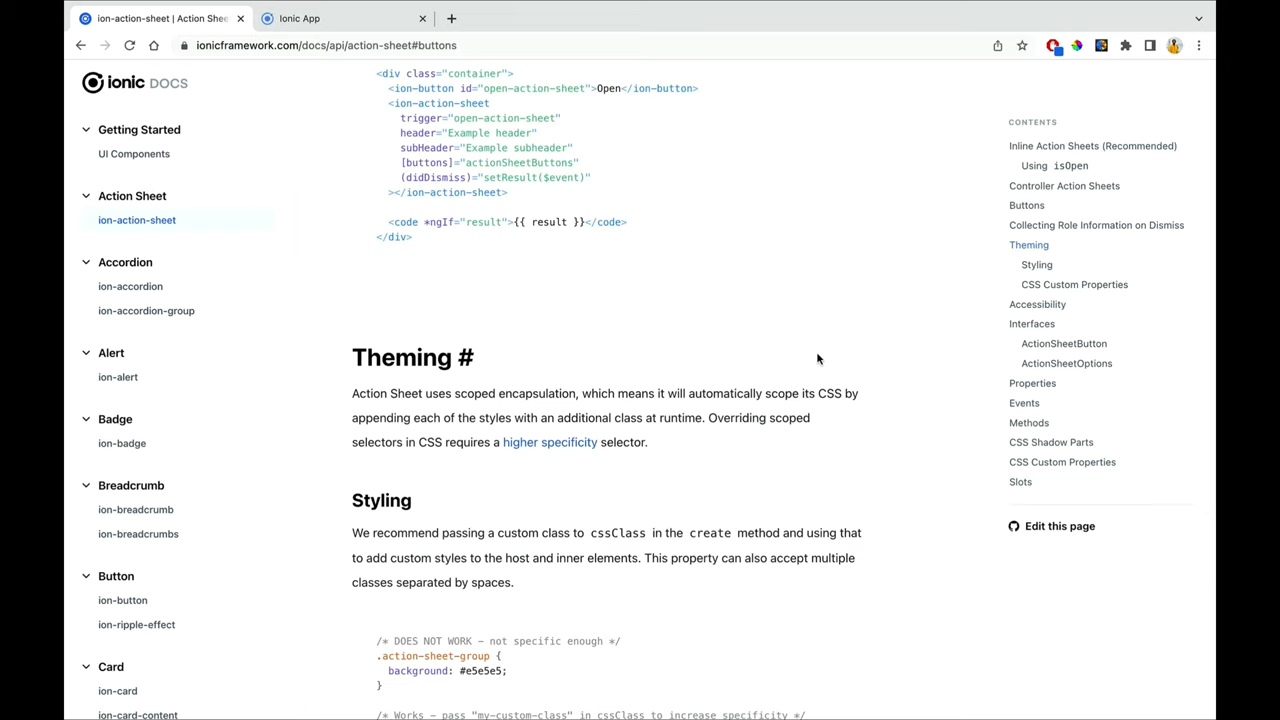 ion-action-sheet | Action Shee
Ionic App
ionicframework.com/docs/api/action-sheet#buttons
ionic DOCS
Getting Started
UI Components
Action Sheet
ion-action-sheet
Accordion
ion-accordion
ion-accordion-group
Alert
ion-alert
Badge
ion-badge
Breadcrumb
ion-breadcrumb
ion-breadcrumbs
Button
ion-button
ion-ripple-effect
Card
ion-card
ion-card-content
<div class="container">
<ion-button id="open-action-sheet">Open</ion-button>
<ion-action-sheet
trigger="open-action-sheet"
header="Example header"
subHeader="Example subheader"
[buttons]="actionSheetButtons"
(didDismiss)="setResult($event)"
></ion-action-sheet>
<code *ngIf="result">{{ result }}</code>
</div>
Theming #
Action Sheet uses scoped encapsulation, which means it will automatically scope its CSS by
appending each of the styles with an additional class at runtime. Overriding scoped
selectors in CSS requires a higher specificity selector.
Styling
We recommend passing a custom class to cssClass in the create method and using that
to add custom styles to the host and inner elements. This property can also accept multiple
classes separated by spaces.
/* DOES NOT WORK - not specific enough */
.action-sheet-group {
background: #e5e5e5;
}
/* Works - pass "my-custom-class" in cssClass to increase specificity */
CONTENTS
Inline Action Sheets (Recommended)
Using isOpen
Controller Action Sheets
Buttons
Collecting Role Information on Dismiss
Theming
Styling
CSS Custom Properties
Accessibility
Interfaces
ActionSheetButton
ActionSheetOptions
Properties
Events
Methods
CSS Shadow Parts
CSS Custom Properties
Slots
Edit this page